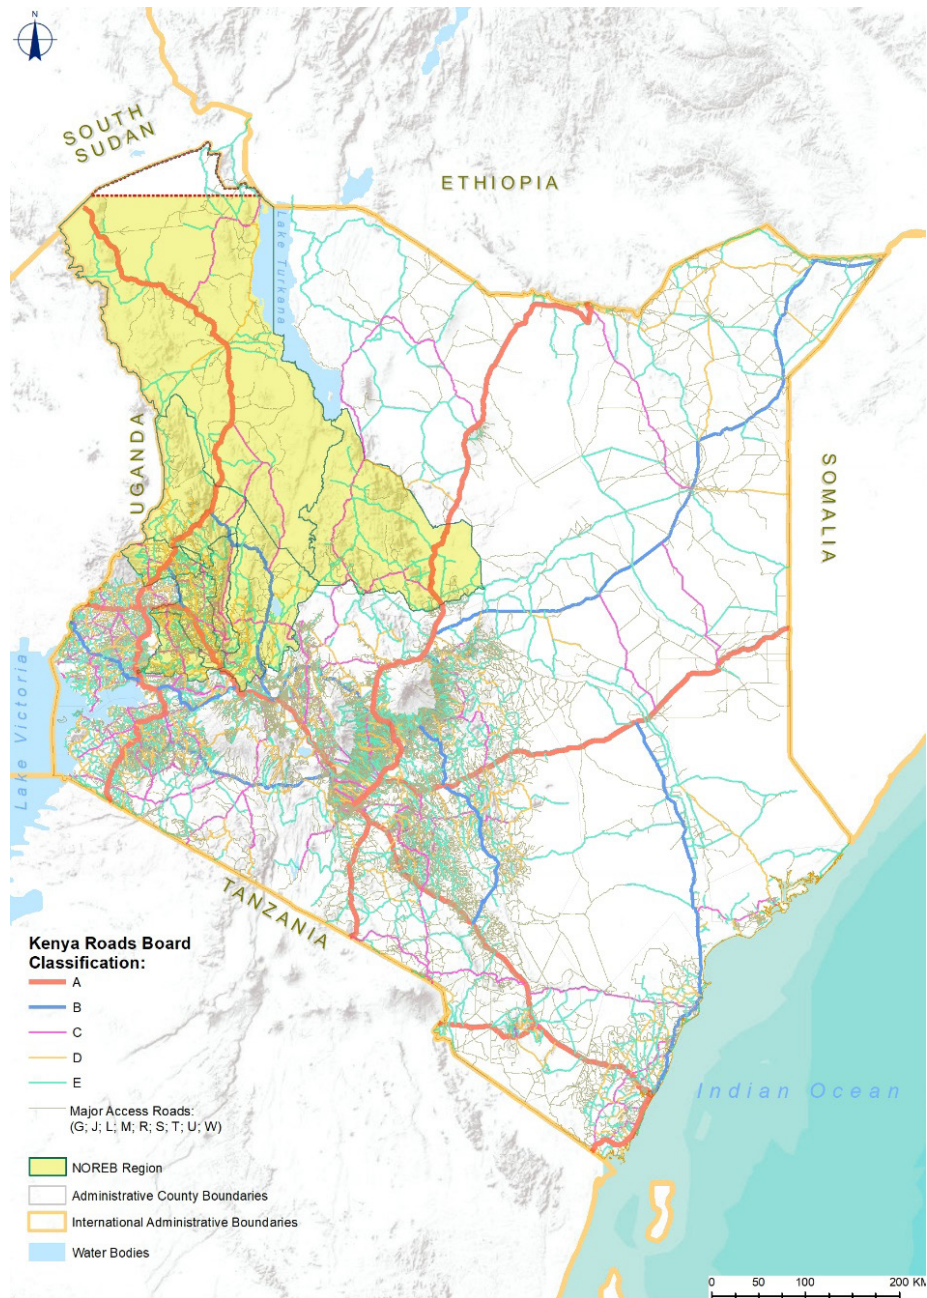 N
SOUTH
SUDAN
ETHIOPIA
Lake Turkana
UGANDA
SOMALIA
Lake Victoria
TANZANIA
Indian Ocean
Kenya Roads Board
Classification:
A
B
C
D
E
Major Access Roads:
(G; J; L; M; R; S; T; U; W)
NOREB Region
Administrative County Boundaries
International Administrative Boundaries
Water Bodies
0 50 100 200 KM